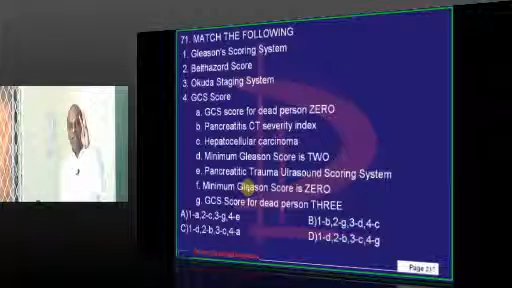 71. MATCH THE FOLLOWING
1. Gleason's Scoring System
2. Belthazord Score
3. Okuda Staging System
4. GCS Score
a. GCS score for dead person ZERO
b. Pancreatitis CT severity index
c. Hepatocellular carcinoma
d. Minimum Gleason Score is TWO
e. Pancreatitic Trauma Ulrasound Scoring System
f. Minimum Gleason Score is ZERO
g. GCS Score for dead person THREE
A)1-a,2-c,3-g,4-e B)1-b,2-g,3-d,4-c
C)1-d,2-b,3-c,4-a D)1-d,2-b,3-c,4-g
Page 237